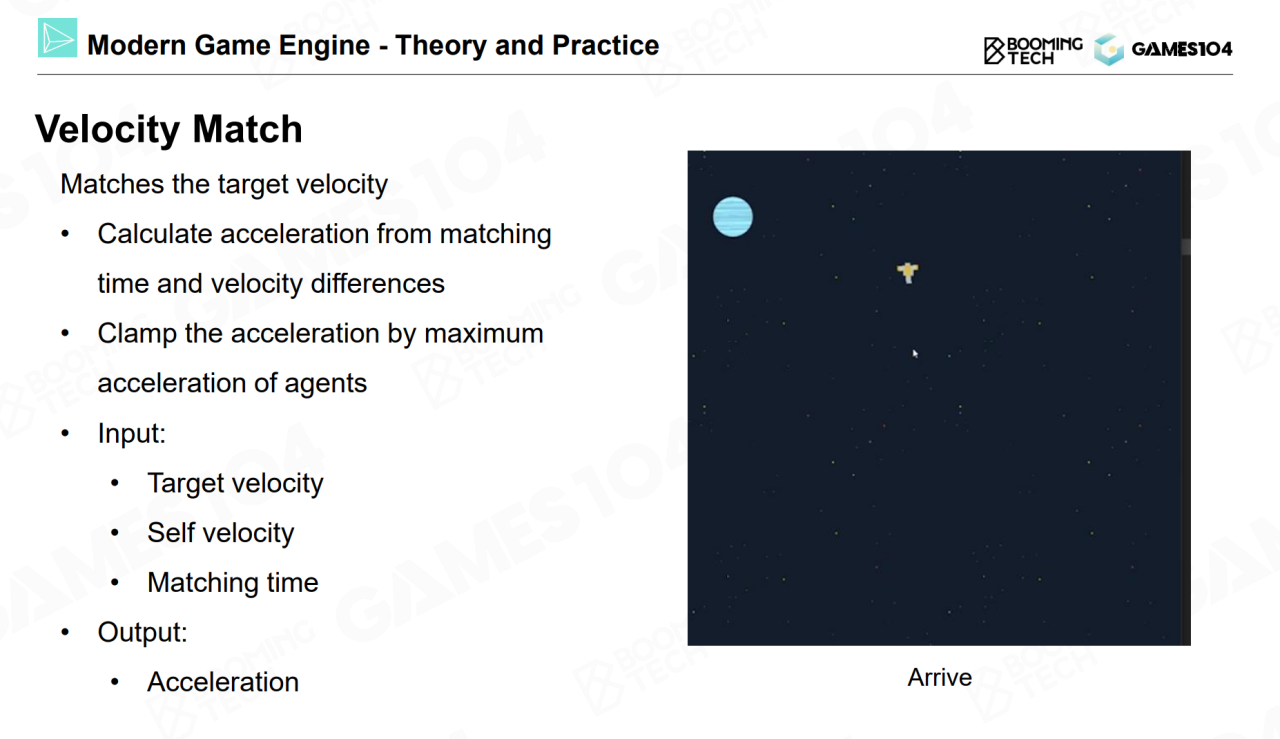 Modern Game Engine - Theory and Practice
BOOMING
TECH
GAMES104
Velocity Match
Matches the target velocity
• Calculate acceleration from matching
time and velocity differences
• Clamp the acceleration by maximum
acceleration of agents
• Input:
• Target velocity
• Self velocity
• Matching time
• Output:
• Acceleration
Arrive